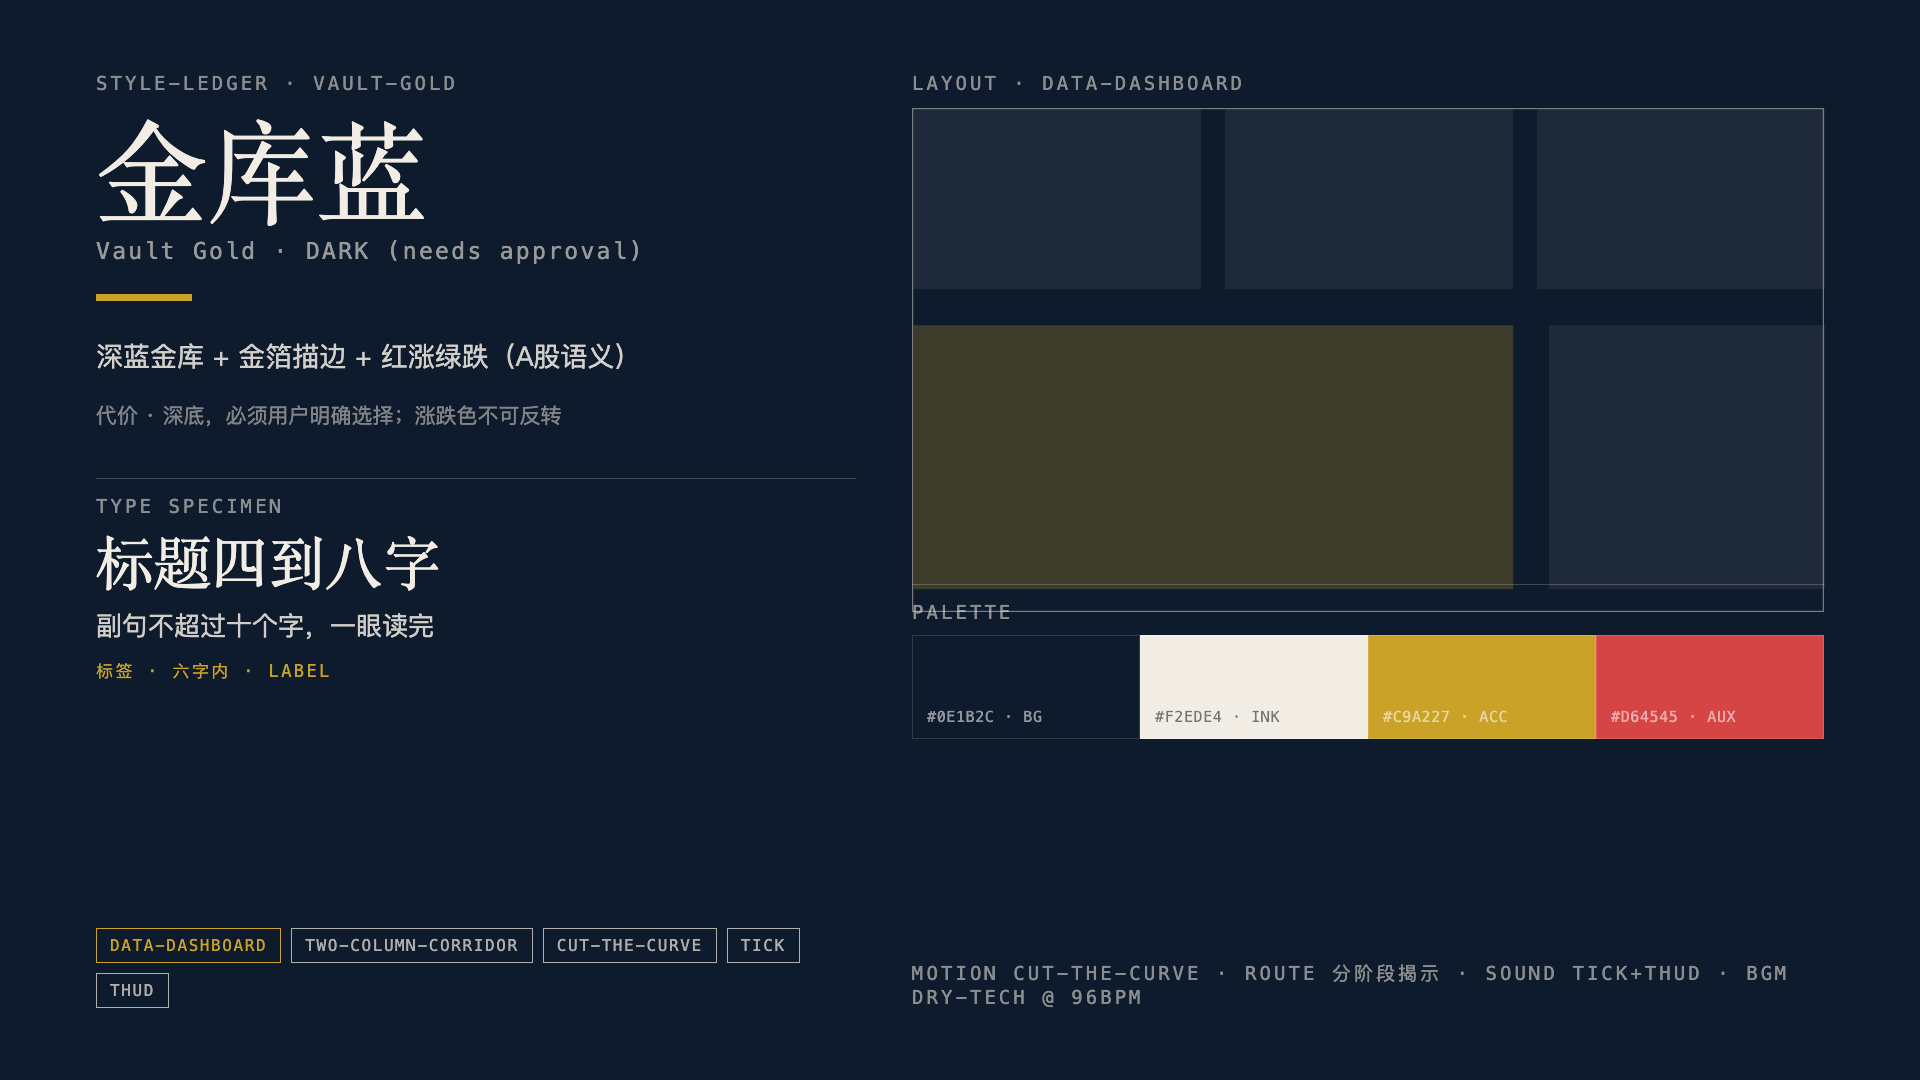 STYLE–LEDGER · VAULT–GOLD
金库蓝
Vault Gold · DARK (needs approval)
深蓝金库 + 金箔描边 + 红涨绿跌（A股语义）
代价 · 深底，必须用户明确选择；涨跌色不可反转
TYPE SPECIMEN
标题四到八字
副句不超过十个字，一眼读完
标签 · 六字内 · LABEL
DATA–DASHBOARD
TWO–COLUMN–CORRIDOR
CUT–THE–CURVE
TICK
THUD
LAYOUT · DATA–DASHBOARD
PALETTE
#0E1B2C · BG
#F2EDE4 · INK
#C9A227 · ACC
#D64545 · AUX
MOTION CUT–THE–CURVE · ROUTE 分阶段揭示 · SOUND TICK+THUD · BGM
DRY–TECH @ 96BPM